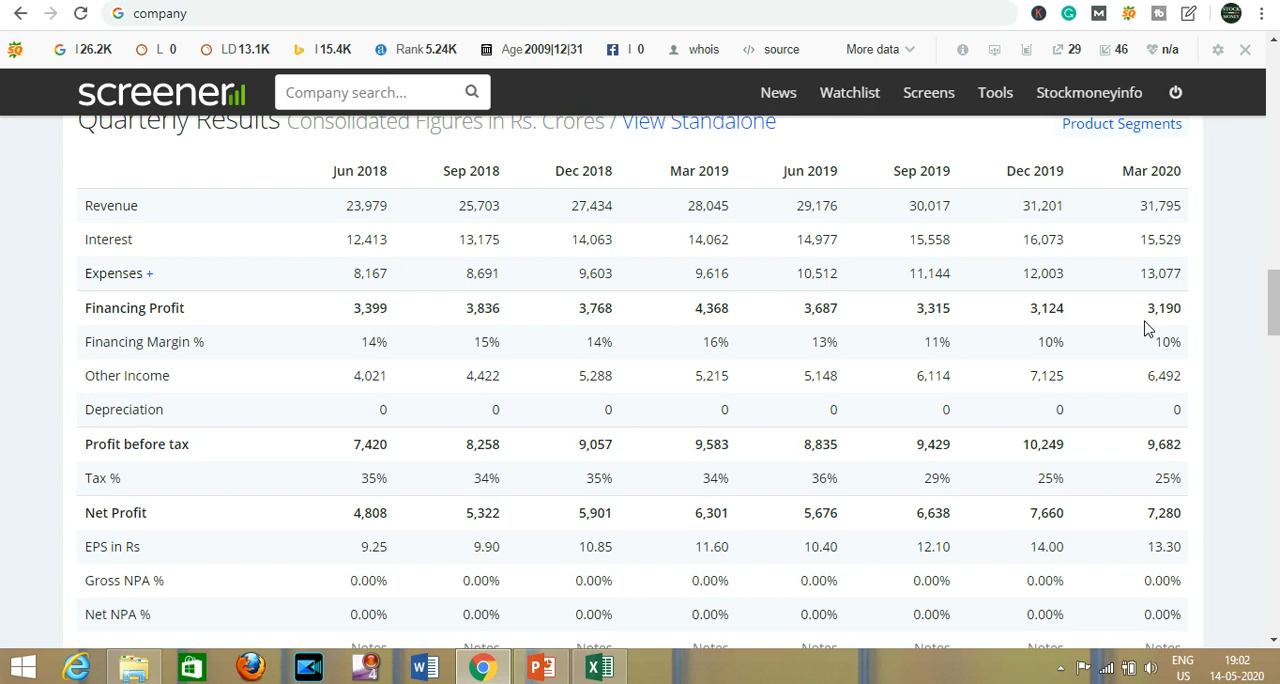 company
I 26.2K L 0 LD 13.1K I 15.4K Rank 5.24K Age 2009|12|31 I 0 whois source More data 29 46 n/a
screener Company search... News Watchlist Screens Tools Stockmoneyinfo
Quarterly Results Consolidated Figures in Rs. Crores / View Standalone Product Segments
Jun 2018 Sep 2018 Dec 2018 Mar 2019 Jun 2019 Sep 2019 Dec 2019 Mar 2020
Revenue 23,979 25,703 27,434 28,045 29,176 30,017 31,201 31,795
Interest 12,413 13,175 14,063 14,062 14,977 15,558 16,073 15,529
Expenses + 8,167 8,691 9,603 9,616 10,512 11,144 12,003 13,077
Financing Profit 3,399 3,836 3,768 4,368 3,687 3,315 3,124 3,190
Financing Margin % 14% 15% 14% 16% 13% 11% 10% 10%
Other Income 4,021 4,422 5,288 5,215 5,148 6,114 7,125 6,492
Depreciation 0 0 0 0 0 0 0 0
Profit before tax 7,420 8,258 9,057 9,583 8,835 9,429 10,249 9,682
Tax % 35% 34% 35% 34% 36% 29% 25% 25%
Net Profit 4,808 5,322 5,901 6,301 5,676 6,638 7,660 7,280
EPS in Rs 9.25 9.90 10.85 11.60 10.40 12.10 14.00 13.30
Gross NPA % 0.00% 0.00% 0.00% 0.00% 0.00% 0.00% 0.00% 0.00%
Net NPA % 0.00% 0.00% 0.00% 0.00% 0.00% 0.00% 0.00% 0.00%
Notes Notes Notes Notes Notes Notes Notes Notes
ENG 19:02
US 14-05-2020